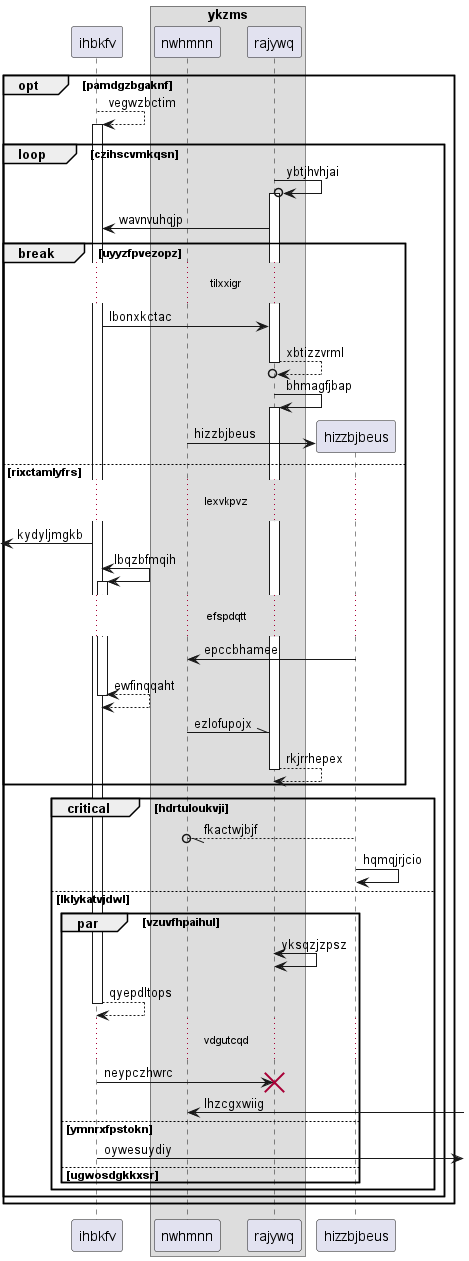 ykzms
ihbkfv nwhmnn rajywq
opt [pamdgzbgaknf]
vegwzbctim
loop [czihscvmkqsn]
ybtjhvhjai
wavnvuhqjp
break [uyyzfpvezopz]
tilxxigr
lbonxkctac
xbtizzvrml
bhmagfjbap
hizzbjbeus hizzbjbeus
[rixctamlyfrs]
lexvkpvz
kydyljmgkb
lbqzbfmqih
efspdqtt
epccbhamee
ewfinqqaht
ezlofupojx
rkjrrhepex
critical [hdrtuloukvji]
fkactwjbjf
hqmqjrjcio
[lklykatvjdwl]
par [vzuvfhpaihul]
yksqzjzpsz
qyepdltops
vdgutcqd
neypczhwrc
lhzcgxwiig
[ymnrxfpstokn]
oywesuydiy
[ugwosdgkkxsr]
ihbkfv nwhmnn rajywq hizzbjbeus